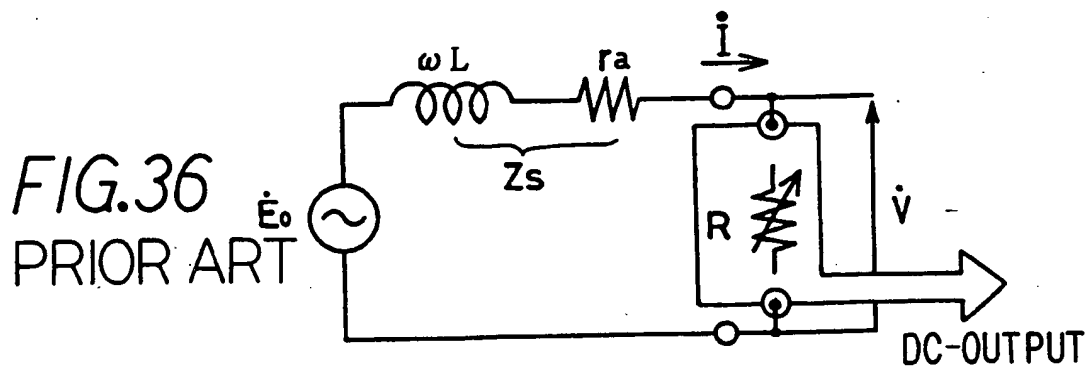 İ
ωL
ra
Zs
FIG.36
PRIOR ART
Ė₀
R
V̇
DC-OUTPUT